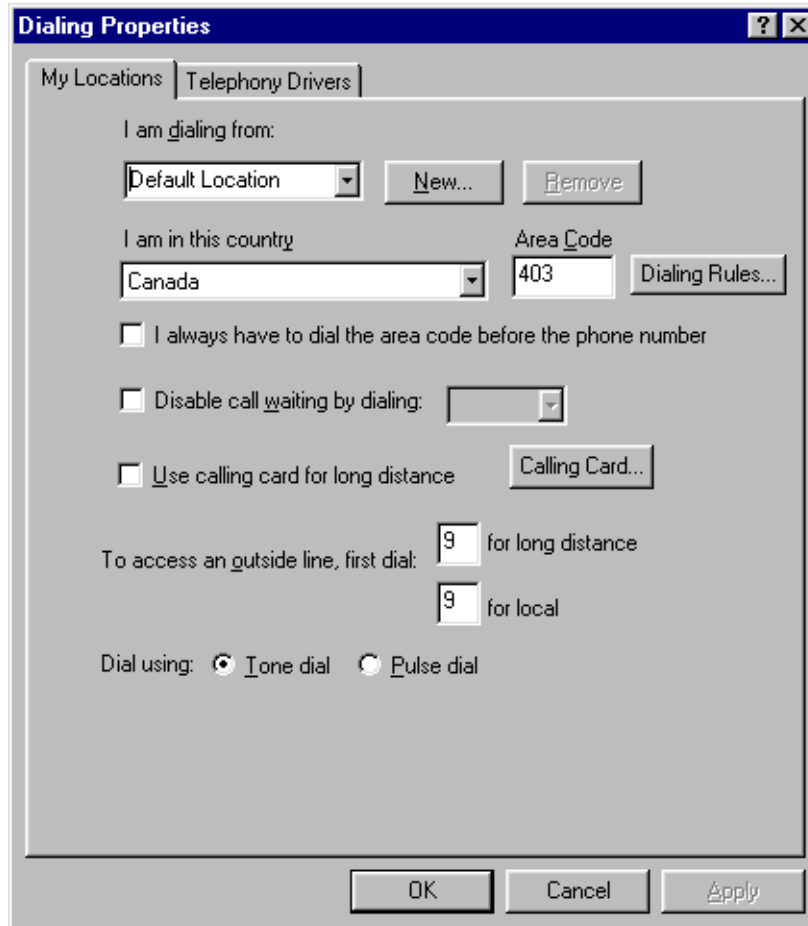 Dialing Properties
My Locations Telephony Drivers
I am dialing from:
Default Location New... Remove
I am in this country Area Code
Canada 403 Dialing Rules...
I always have to dial the area code before the phone number
Disable call waiting by dialing:
Use calling card for long distance Calling Card...
To access an outside line, first dial: 9 for long distance
9 for local
Dial using: Tone dial Pulse dial
OK Cancel Apply